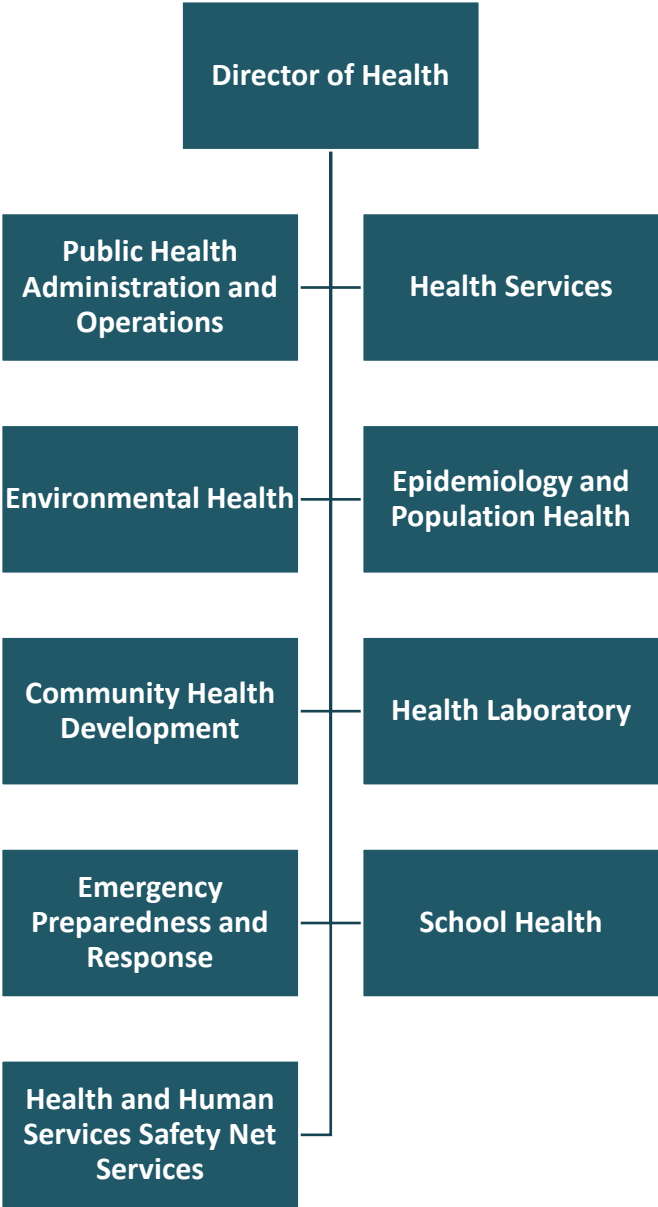 Director of Health
Public Health
Administration and
Operations
Health Services
Environmental Health
Epidemiology and
Population Health
Community Health
Development
Health Laboratory
Emergency
Preparedness and
Response
School Health
Health and Human
Services Safety Net
Services